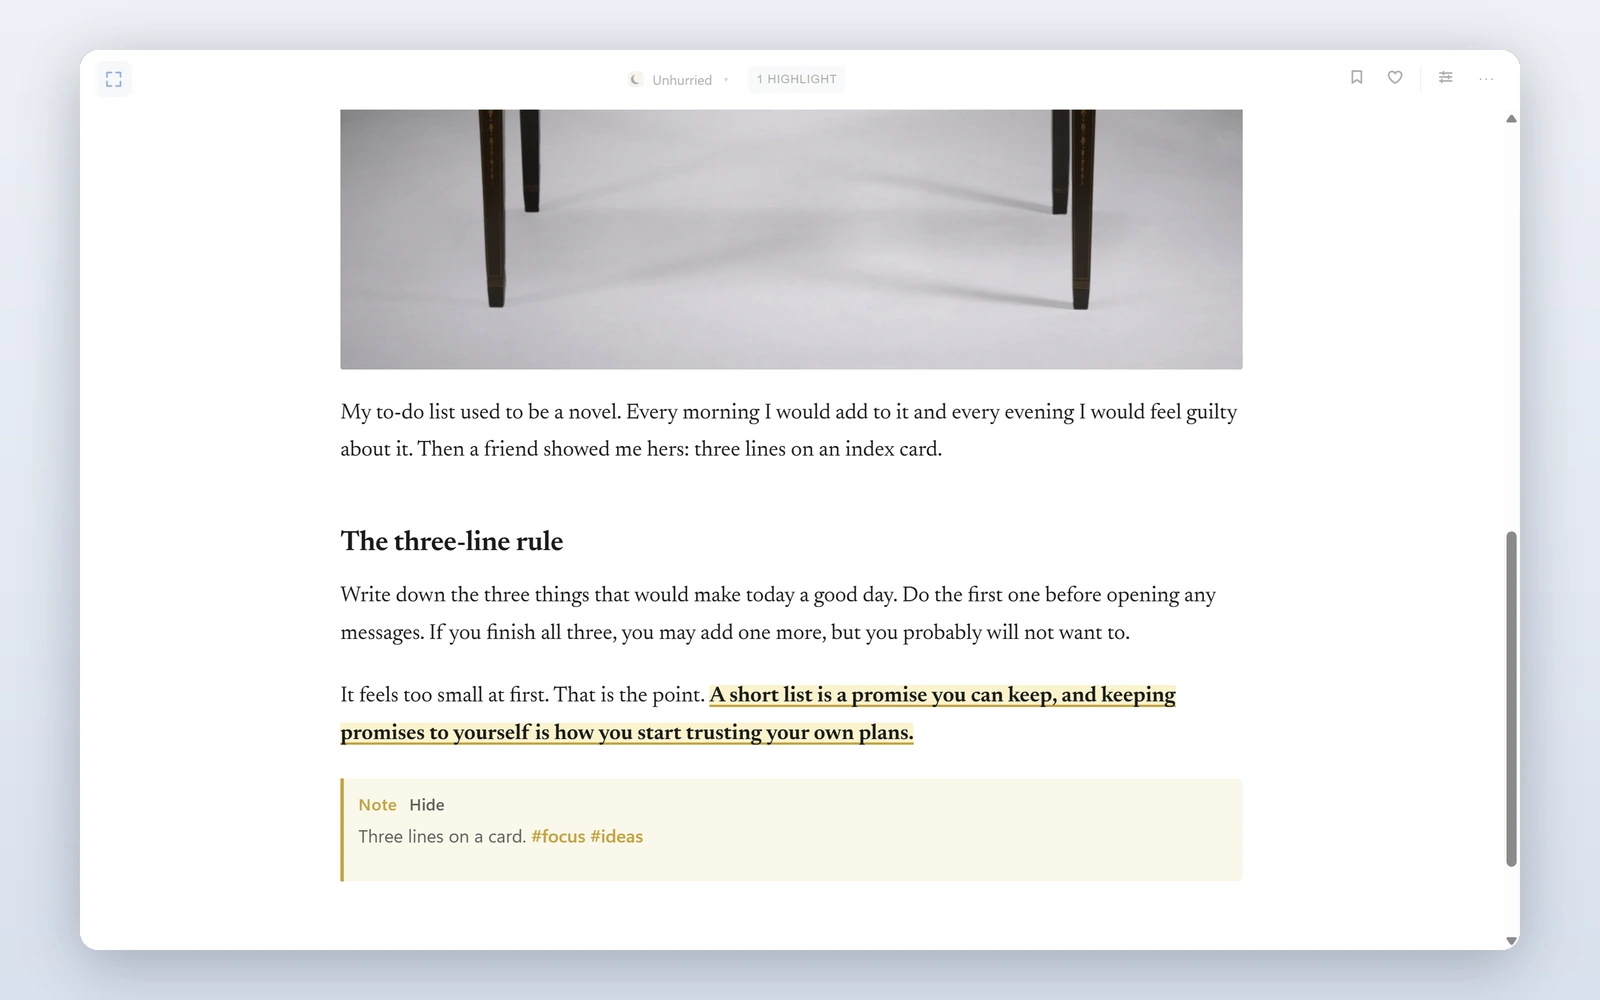 Unhurried • 1 HIGHLIGHT
My to-do list used to be a novel. Every morning I would add to it and every evening I would feel guilty
about it. Then a friend showed me hers: three lines on an index card.
The three-line rule
Write down the three things that would make today a good day. Do the first one before opening any
messages. If you finish all three, you may add one more, but you probably will not want to.
It feels too small at first. That is the point. A short list is a promise you can keep, and keeping
promises to yourself is how you start trusting your own plans.
Note Hide
Three lines on a card. #focus #ideas